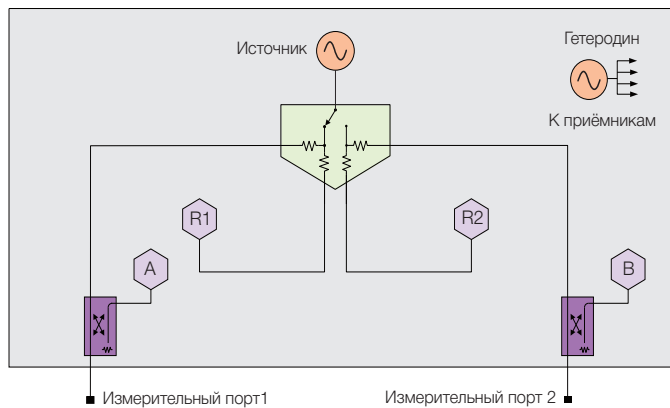 Источник
Гетеродин
К приёмникам
R1
R2
A
B
Измерительный порт1
Измерительный порт 2